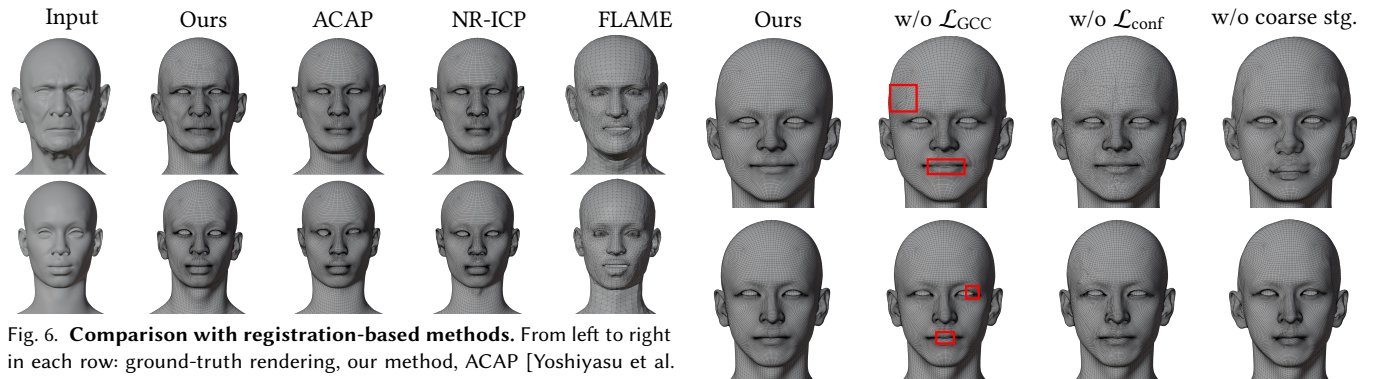 Input Ours ACAP NR-ICP FLAME
Fig. 6. Comparison with registration-based methods. From left to right
in each row: ground-truth rendering, our method, ACAP [Yoshiyasu et al.
Ours w/o ℒGCC w/o ℒconf w/o coarse stg.